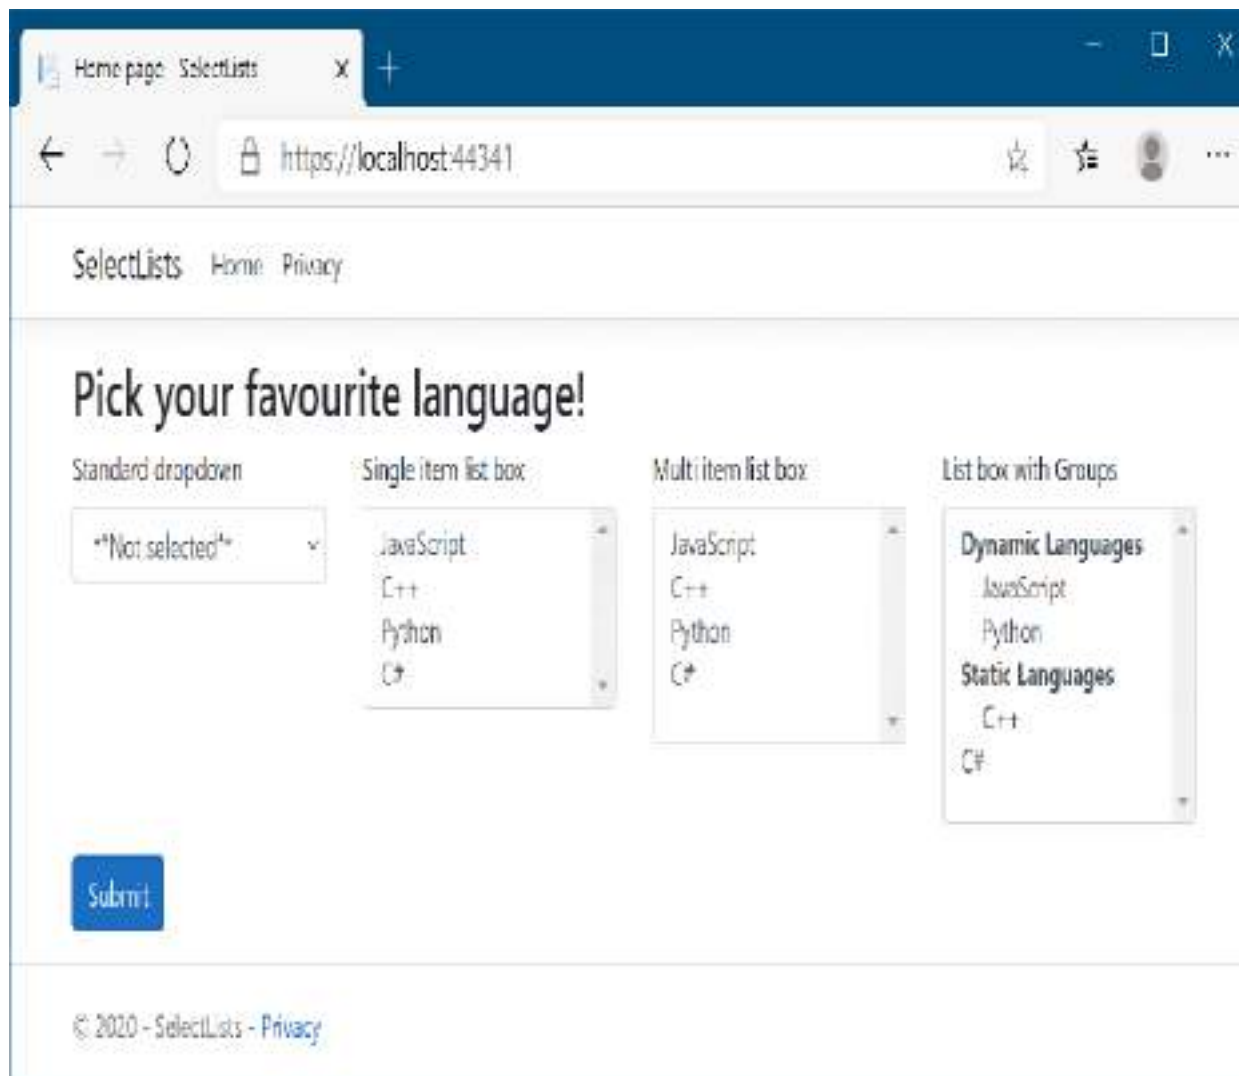 Home page SelectLists
https://localhost:44341
SelectLists Home Privacy
Pick your favourite language!
Standard dropdown
**Not selected**
Single item list box
JavaScript
C++
Python
C#
Multi item list box
JavaScript
C++
Python
C#
List box with Groups
Dynamic Languages
JavaScript
Python
Static Languages
C++
C#
Submit
© 2020 - SelectLists - Privacy